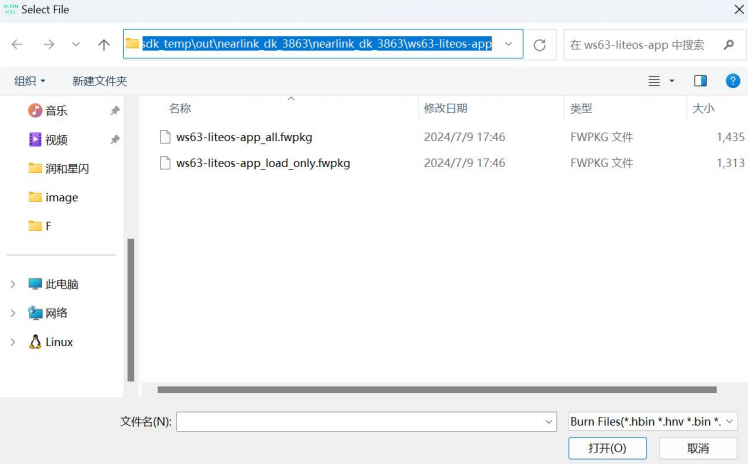 Select File
sdk_temp\out\nearlink_dk_3863\nearlink_dk_3863\ws63-liteos-app
在 ws63-liteos-app 中搜索
组织 新建文件夹
名称 修改日期 类型 大小
音乐
视频
润和星闪
image
F
此电脑
网络
Linux
ws63-liteos-app_all.fwpkg 2024/7/9 17:46 FWPKG 文件 1,435
ws63-liteos-app_load_only.fwpkg 2024/7/9 17:46 FWPKG 文件 1,313
文件名(N): Burn Files(*.hbin *.hnv *.bin *.
打开(O) 取消